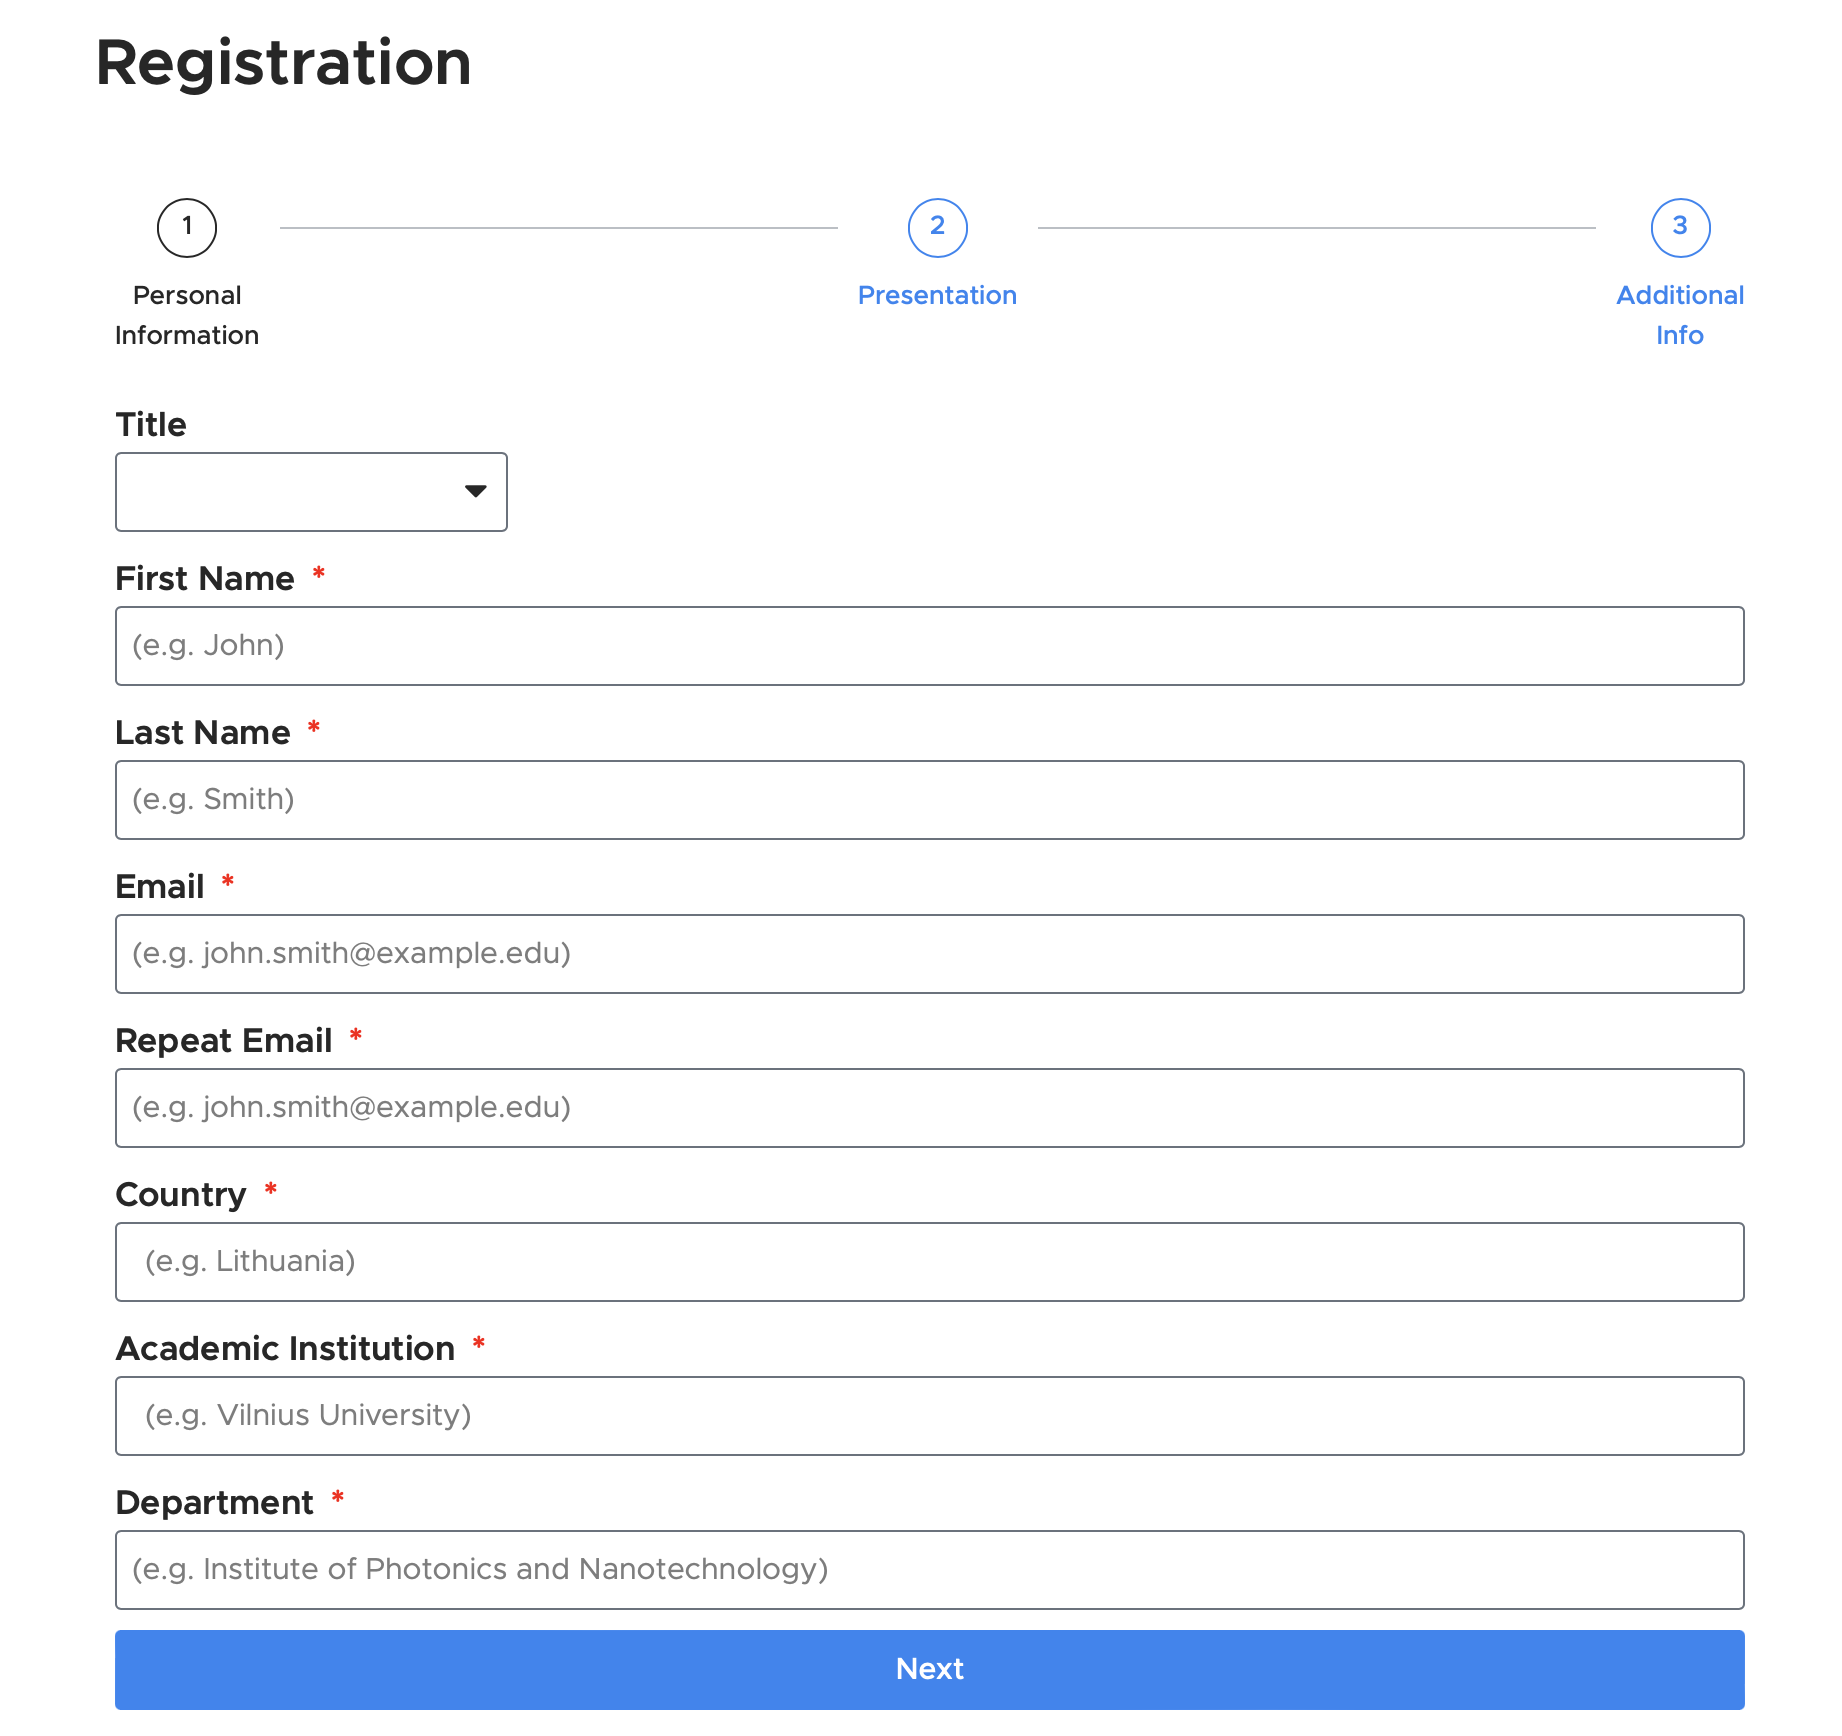 Registration
1
2
3
Personal
Information
Presentation
Additional
Info
Title
First Name *
(e.g. John)
Last Name *
(e.g. Smith)
Email *
(e.g. john.smith@example.edu)
Repeat Email *
(e.g. john.smith@example.edu)
Country *
(e.g. Lithuania)
Academic Institution *
(e.g. Vilnius University)
Department *
(e.g. Institute of Photonics and Nanotechnology)
Next